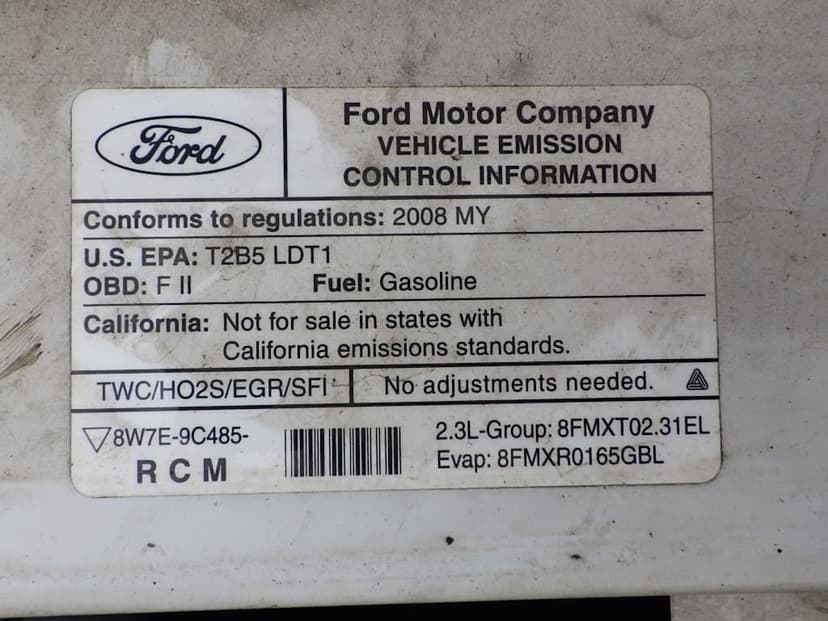 Ford
Ford Motor Company
VEHICLE EMISSION
CONTROL INFORMATION
Conforms to regulations: 2008 MY
U.S. EPA: T2B5 LDT1
OBD: F II Fuel: Gasoline
California: Not for sale in states with
California emissions standards.
TWC/HO2S/EGR/SFI
No adjustments needed.
8W7E-9C485-
RCM
2.3L-Group: 8FMXT02.31EL
Evap: 8FMXR0165GBL